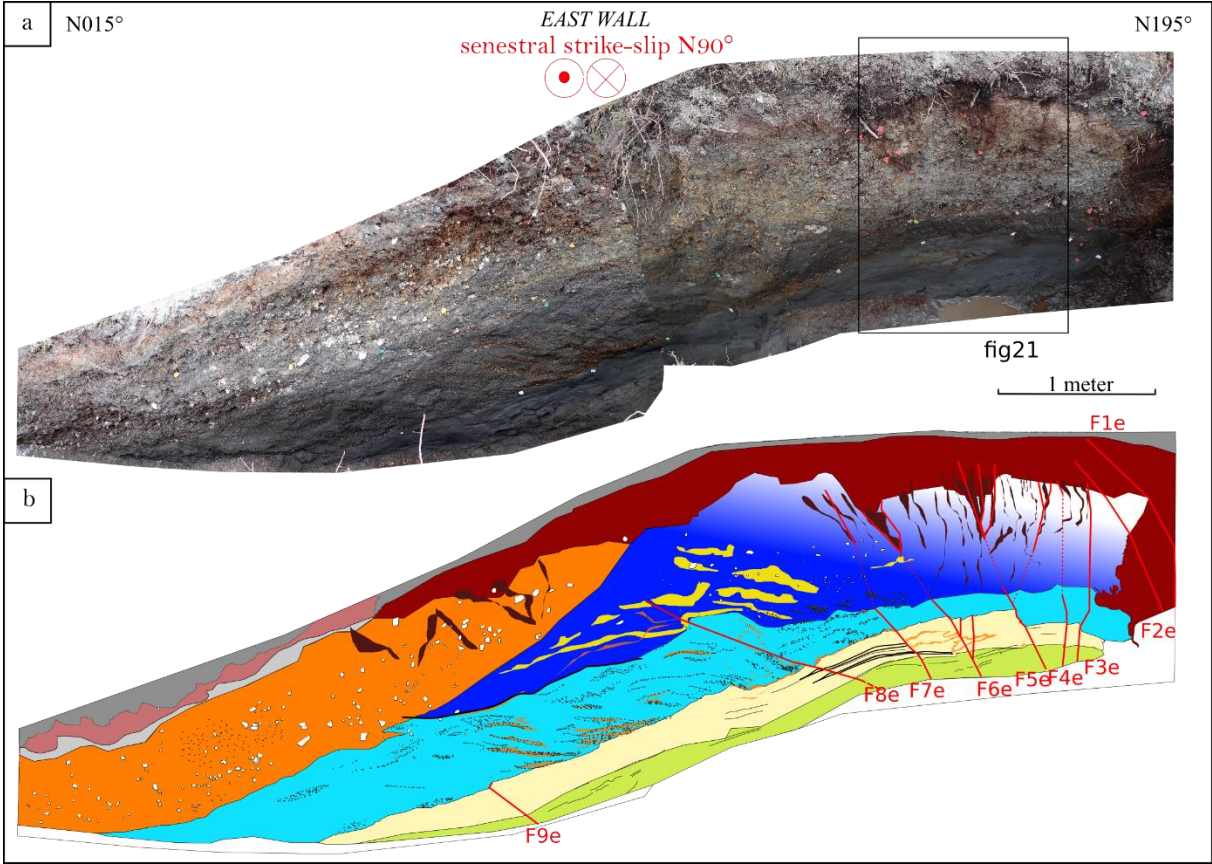 a
N015°
EAST WALL
N195°
senestral strike-slip N90°
fig21
1 meter
b
F1e
F2e
F3e
F4e
F5e
F6e
F7e
F8e
F9e